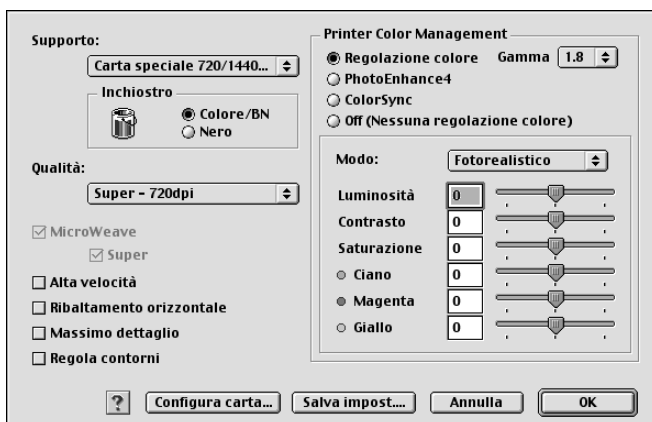 Supporto:
Carta speciale 720/1440...
Inchiostro
Colore/BN
Nero
Qualità:
Super - 720dpi
MicroWeave
Super
Alta velocità
Ribaltamento orizzontale
Massimo dettaglio
Regola contorni
Printer Color Management
Regolazione colore Gamma 1.8
PhotoEnhance4
ColorSync
Off (Nessuna regolazione colore)
Modo: Fotorealistico
Luminosità 0
Contrasto 0
Saturazione 0
Ciano 0
Magenta 0
Giallo 0
? Configura carta... Salva impost.... Annulla OK